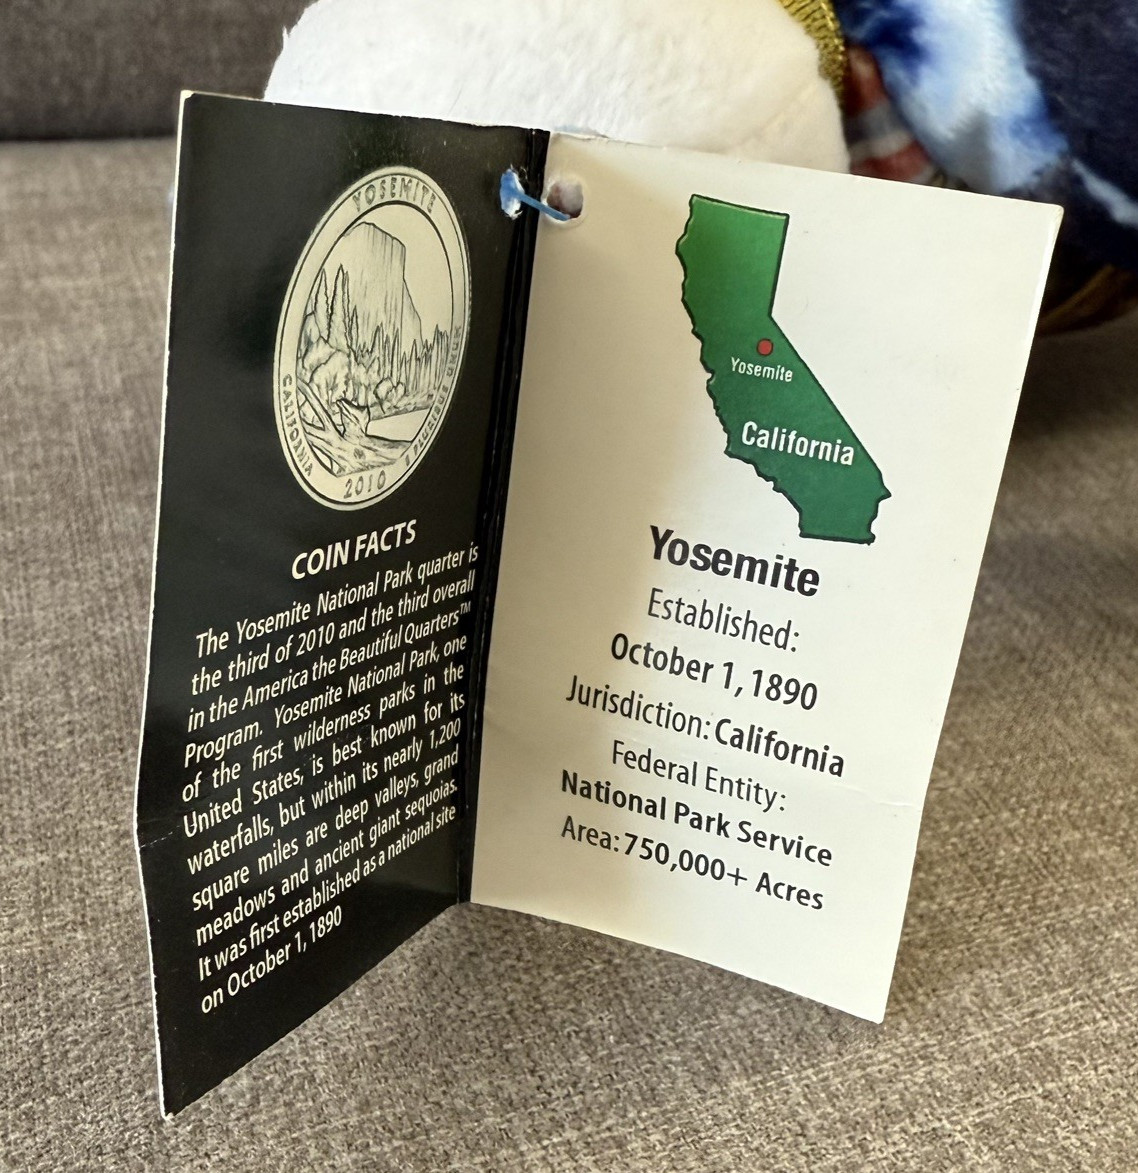 YOSEMITE
CALIFORNIA
2010
E PLURIBUS UNUM
COIN FACTS
The Yosemite National Park quarter is
the third of 2010 and the third overall
in the America the Beautiful Quarters™
Program. Yosemite National Park, one
of the first wilderness parks in the
United States, is best known for its
waterfalls, but within its nearly 1,200
square miles are deep valleys, grand
meadows and ancient giant sequoias.
It was first established as a national site
on October 1, 1890
Yosemite
California
Yosemite
Established:
October 1, 1890
Jurisdiction: California
Federal Entity:
National Park Service
Area: 750,000+ Acres